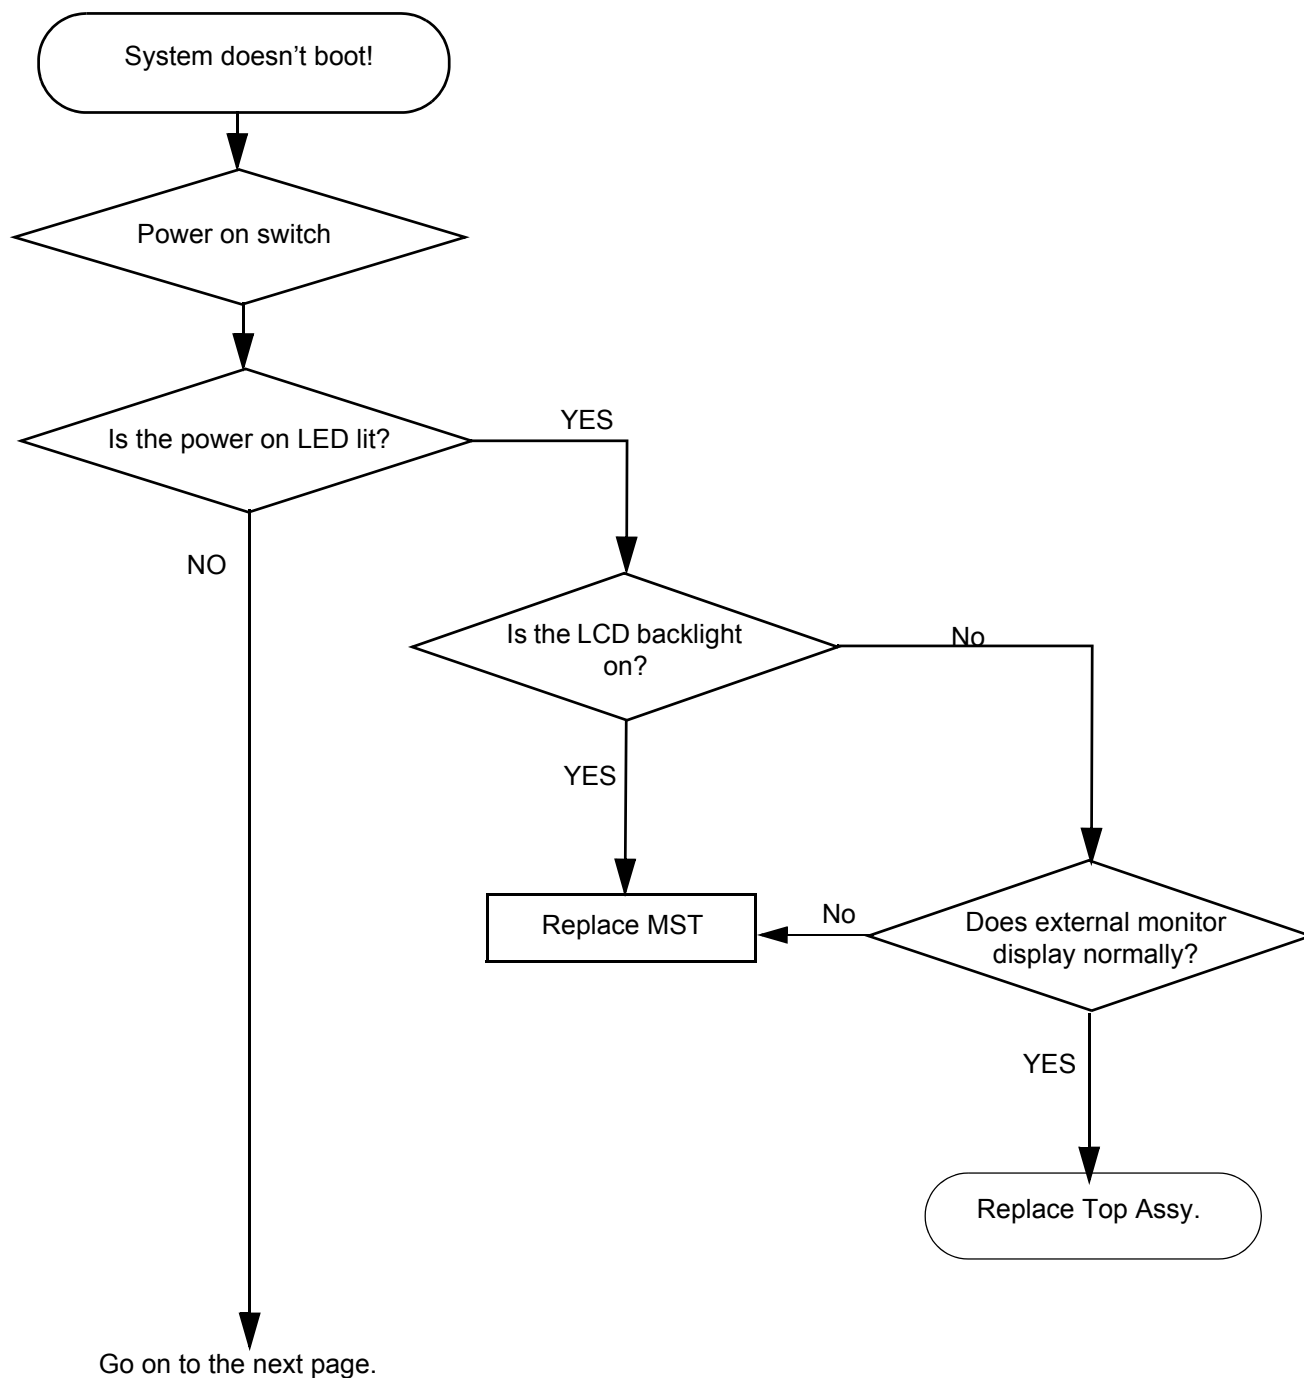 System doesn't boot!
Power on switch
Is the power on LED lit?
YES
NO
Is the LCD backlight
on?
No
YES
Replace MST
No
Does external monitor
display normally?
YES
Replace Top Assy.
Go on to the next page.